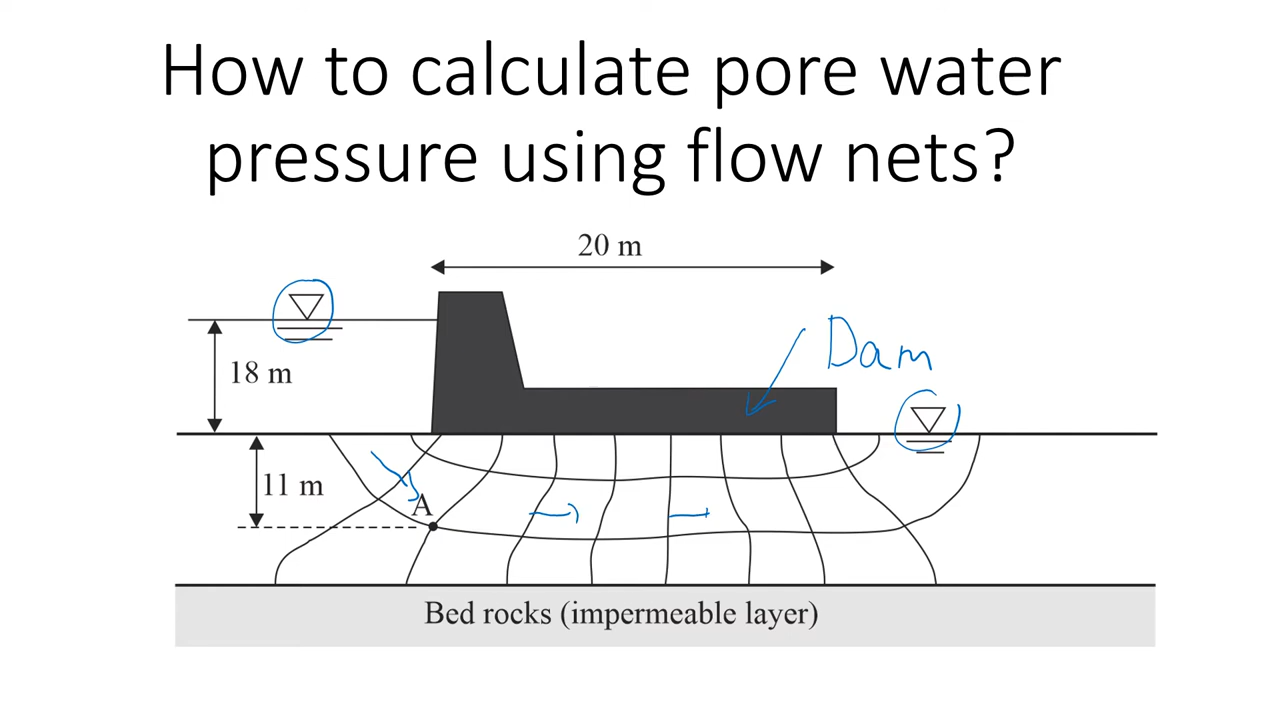 How to calculate pore water
pressure using flow nets?
20 m
18 m
Dam
11 m
A
Bed rocks (impermeable layer)